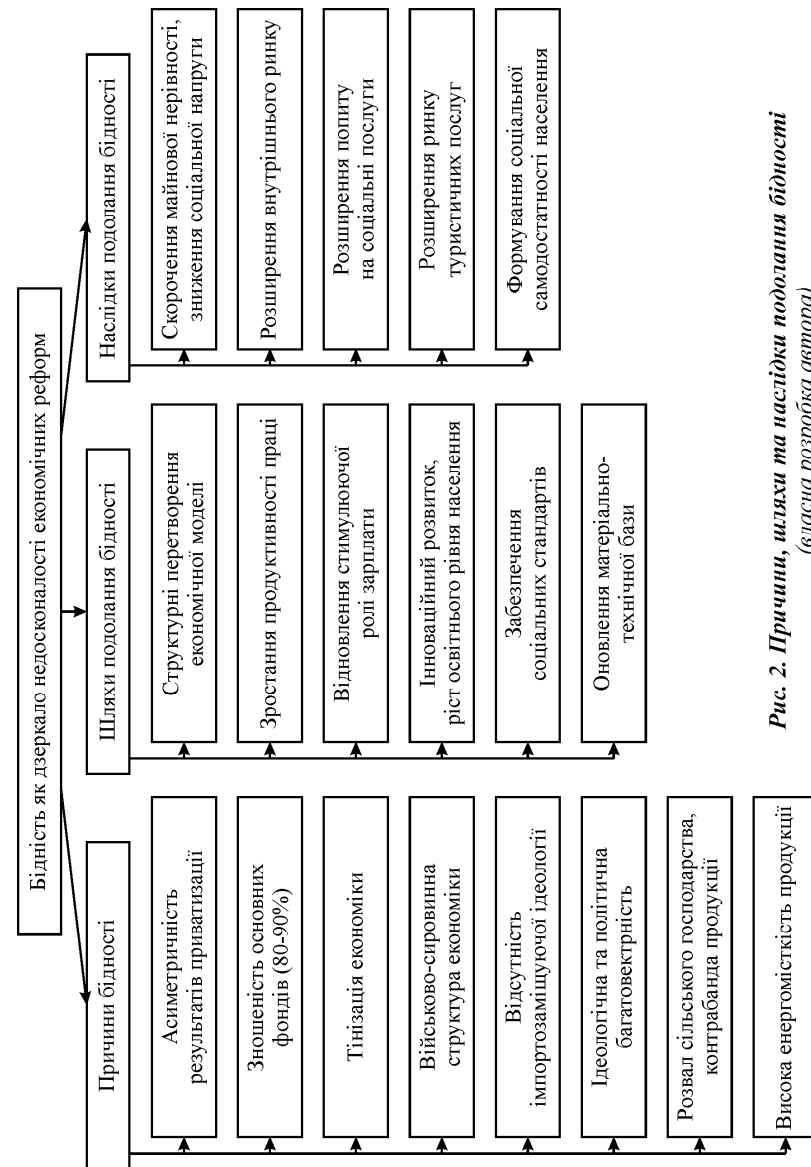 Бідність як дзеркало недосконалості економічних реформ
Причини бідності
Асиметричність
результатів приватизації
Зношеність основних
фондів (80-90%)
Тінізація економіки
Військово-сировинна
структура економіки
Відсутність
імпортозаміщуючої ідеології
Ідеологічна та політична
багатовектрність
Розвал сільського господарства,
контрабанда продукції
Висока енергомісткість продукції
Шляхи подолання бідності
Структурні перетворення
економічної моделі
Зростання продуктивності праці
Відновлення стимулюючої
ролі зарплати
Інноваційний розвиток,
ріст освітнього рівня населення
Забезпечення
соціальних стандартів
Оновлення матеріально-
технічної бази
Наслідки подолання бідності
Скорочення майнової нерівності,
зниження соціальної напруги
Розширення внутрішнього ринку
Розширення попиту
на соціальні послуги
Розширення ринку
туристичних послуг
Формування соціальної
самодостатності населення
Рис. 2. Причини, шляхи та наслідки подолання бідності
(власна розробка автора)